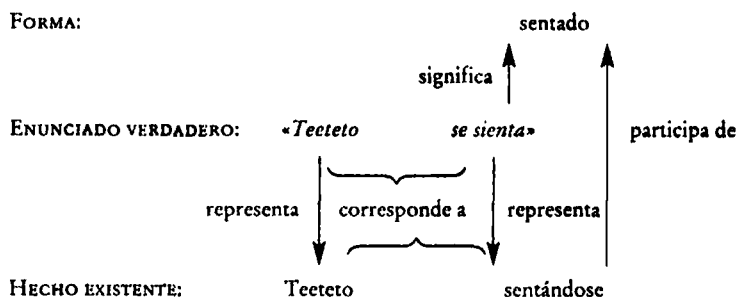 FORMA: sentado
significa
ENUNCIADO VERDADERO: «Teeteto se sienta» participa de
representa corresponde a representa
HECHO EXISTENTE: Teeteto sentándose